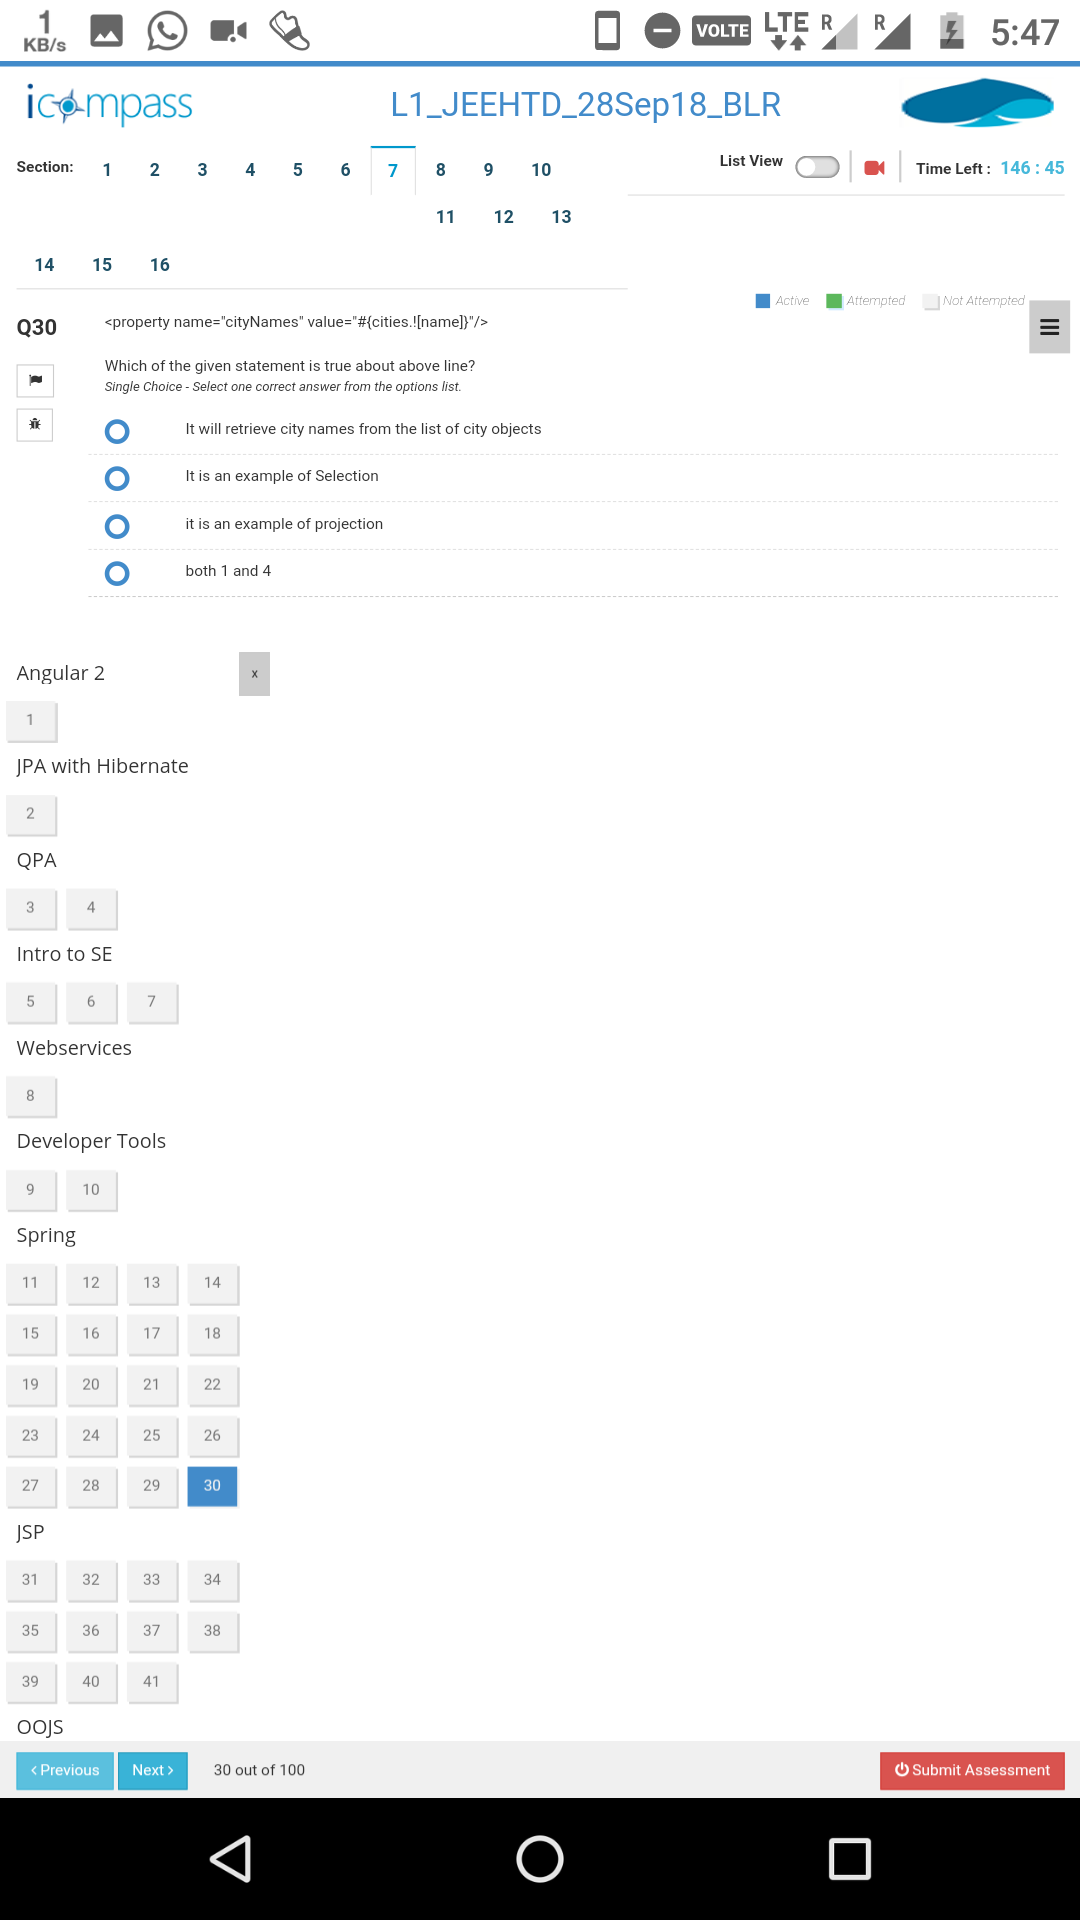 1
KB/s
VOLTE
LTE
R
R
5:47
icompass
L1_JEEHTD_28Sep18_BLR
Section: 1 2 3 4 5 6 7 8 9 10
List View
Time Left : 146 : 45
11 12 13
14 15 16
Active Attempted Not Attempted
Q30
<property name="cityNames" value="#{cities.![name]}"/>
Which of the given statement is true about above line?
Single Choice - Select one correct answer from the options list.
It will retrieve city names from the list of city objects
It is an example of Selection
it is an example of projection
both 1 and 4
Angular 2
x
1
JPA with Hibernate
2
QPA
3 4
Intro to SE
5 6 7
Webservices
8
Developer Tools
9 10
Spring
11 12 13 14
15 16 17 18
19 20 21 22
23 24 25 26
27 28 29 30
JSP
31 32 33 34
35 36 37 38
39 40 41
OOJS
Previous Next 30 out of 100 Submit Assessment